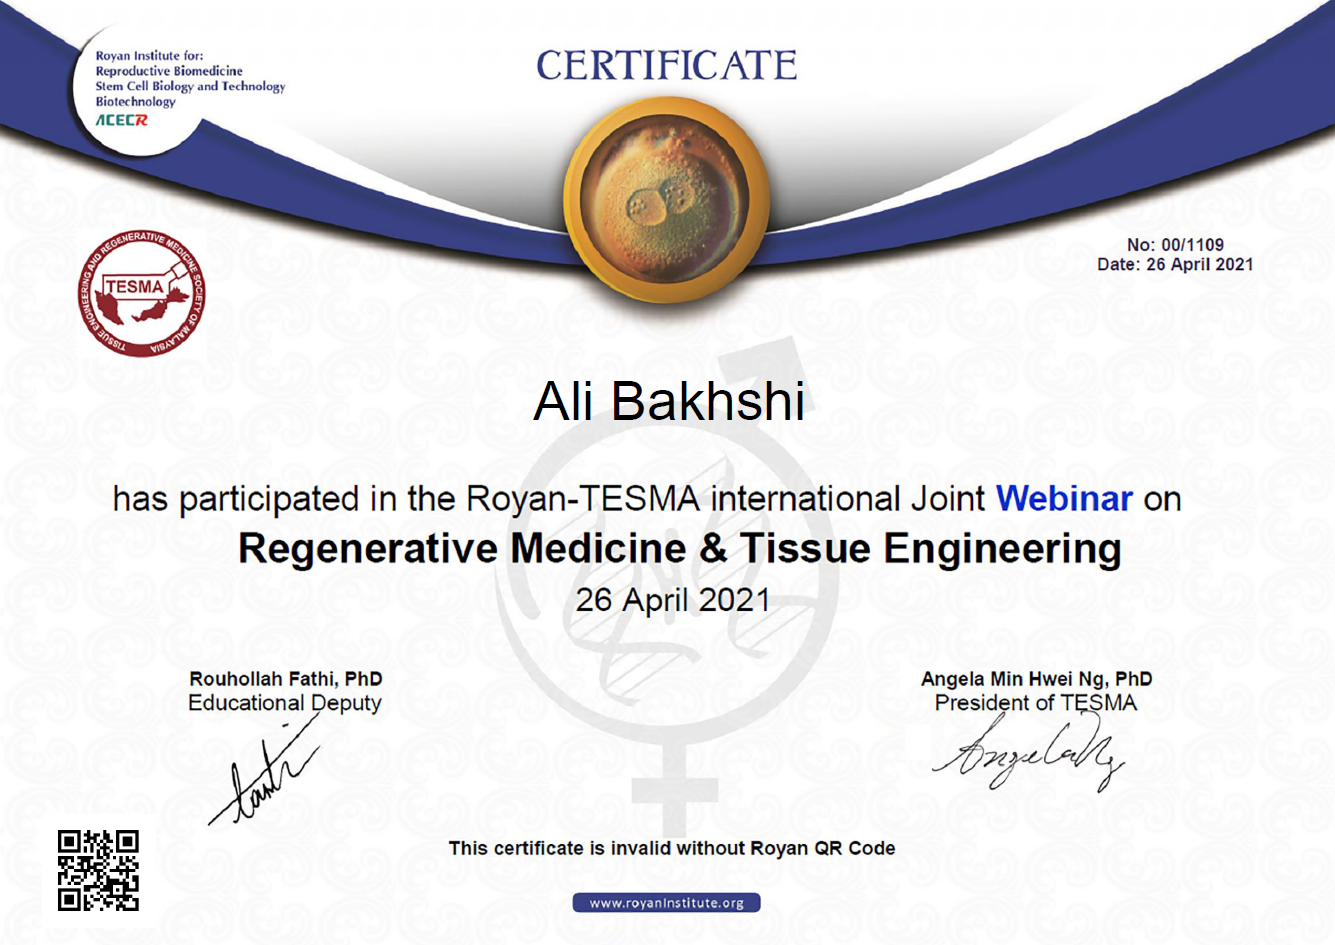 CERTIFICATE
Royan Institute for:
Reproductive Biomedicine
Stem Cell Biology and Technology
Biotechnology
ACECR
No: 00/1109
Date: 26 April 2021
TISSUE ENGINEERING AND REGENERATIVE MEDICINE SOCIETY OF MALAYSIA
TESMA
Ali Bakhshi
has participated in the Royan-TESMA international Joint Webinar on
Regenerative Medicine & Tissue Engineering
26 April 2021
Rouhollah Fathi, PhD
Educational Deputy
Angela Min Hwei Ng, PhD
President of TESMA
This certificate is invalid without Royan QR Code
www.royaninstitute.org